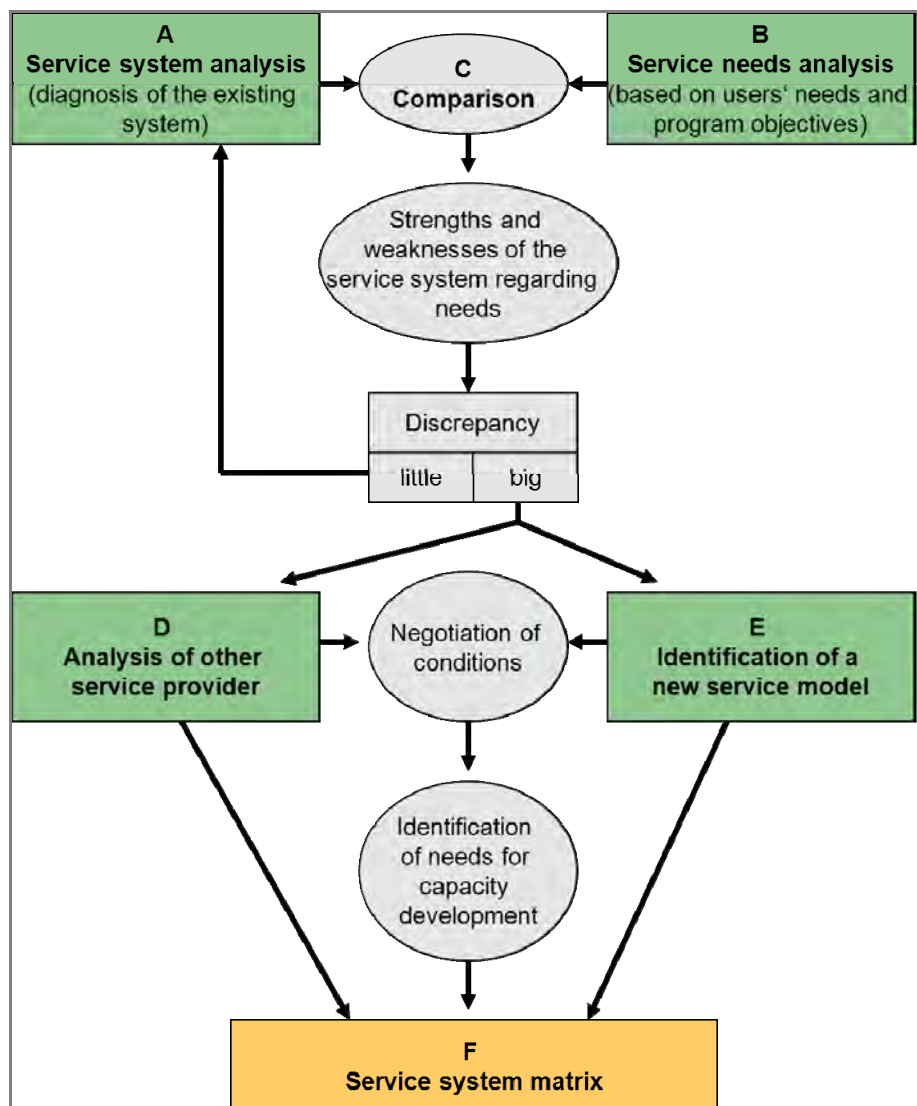 A
Service system analysis
(diagnosis of the existing
system)
C
Comparison
B
Service needs analysis
(based on users‘ needs and
program objectives)
Strengths and
weaknesses of the
service system regarding
needs
Discrepancy
little
big
D
Analysis of other
service provider
Negotiation of
conditions
E
Identification of a
new service model
Identification
of needs for
capacity
development
F
Service system matrix